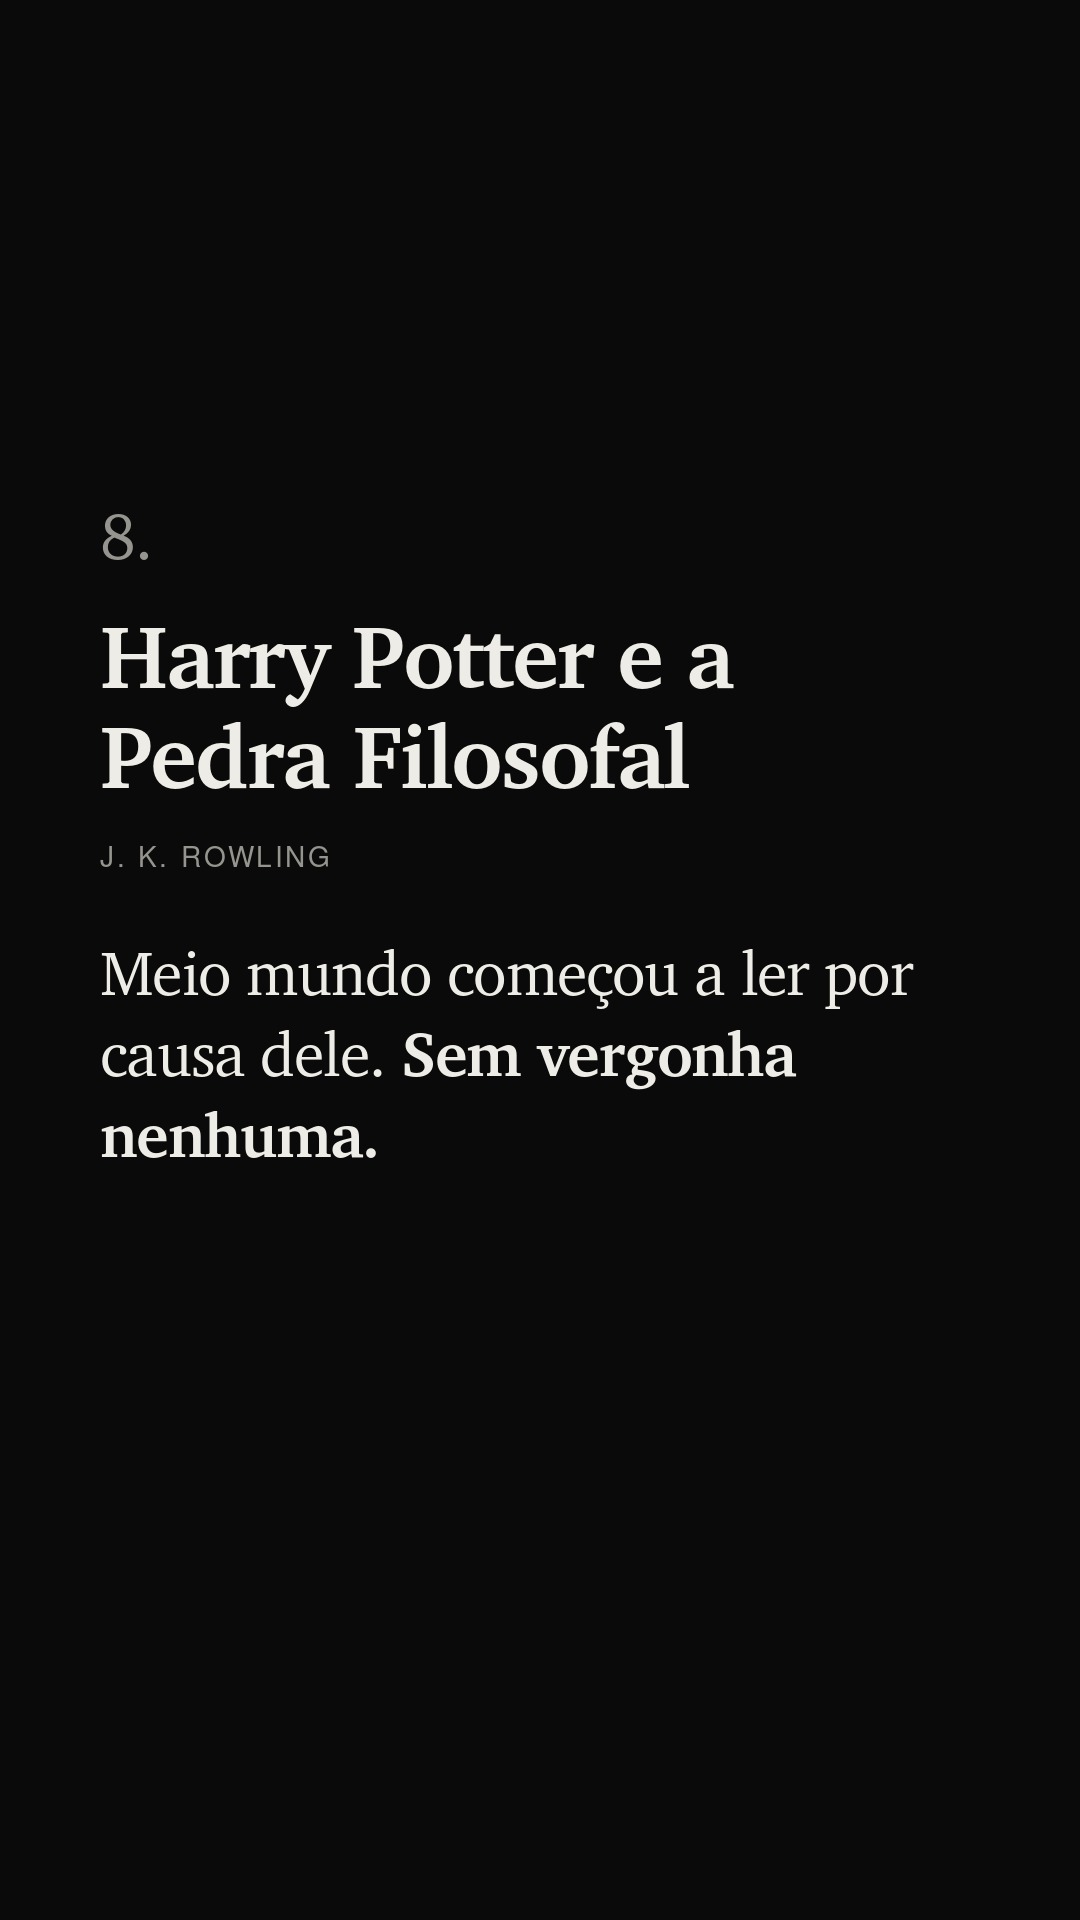 8.
Harry Potter e a
Pedra Filosofal
J. K. ROWLING
Meio mundo começou a ler por
causa dele. Sem vergonha
nenhuma.